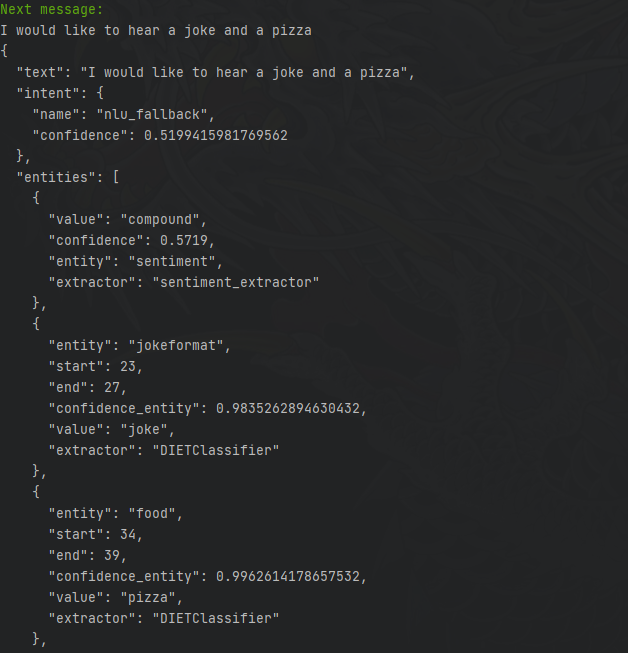 Next message:
I would like to hear a joke and a pizza
{
  "text": "I would like to hear a joke and a pizza",
  "intent": {
    "name": "nlu_fallback",
    "confidence": 0.5199415981769562
  },
  "entities": [
    {
      "value": "compound",
      "confidence": 0.5719,
      "entity": "sentiment",
      "extractor": "sentiment_extractor"
    },
    {
      "entity": "jokeformat",
      "start": 23,
      "end": 27,
      "confidence_entity": 0.9835262894630432,
      "value": "joke",
      "extractor": "DIETClassifier"
    },
    {
      "entity": "food",
      "start": 34,
      "end": 39,
      "confidence_entity": 0.9962614178657532,
      "value": "pizza",
      "extractor": "DIETClassifier"
    },